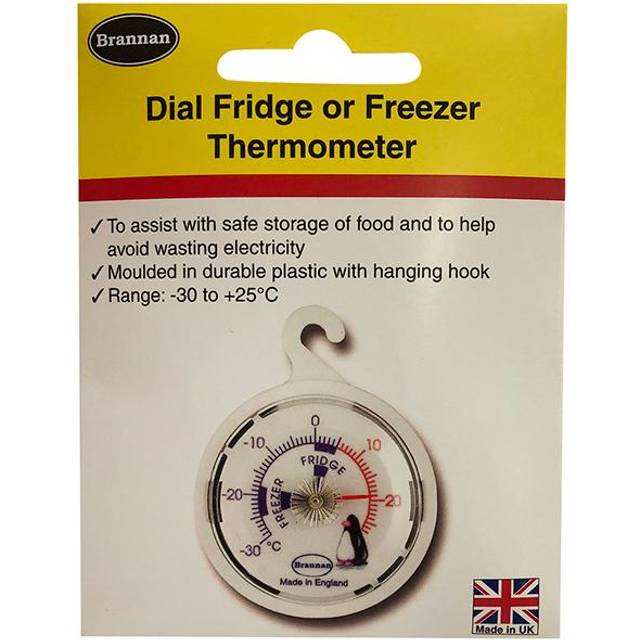 Brannan
Dial Fridge or Freezer
Thermometer
✓ To assist with safe storage of food and to help
avoid wasting electricity
✓ Moulded in durable plastic with hanging hook
✓ Range: -30 to +25°C
0
-10
10
FRIDGE
FREEZER
-20
20
-30 °C
Brannan
Made in England
Made in UK